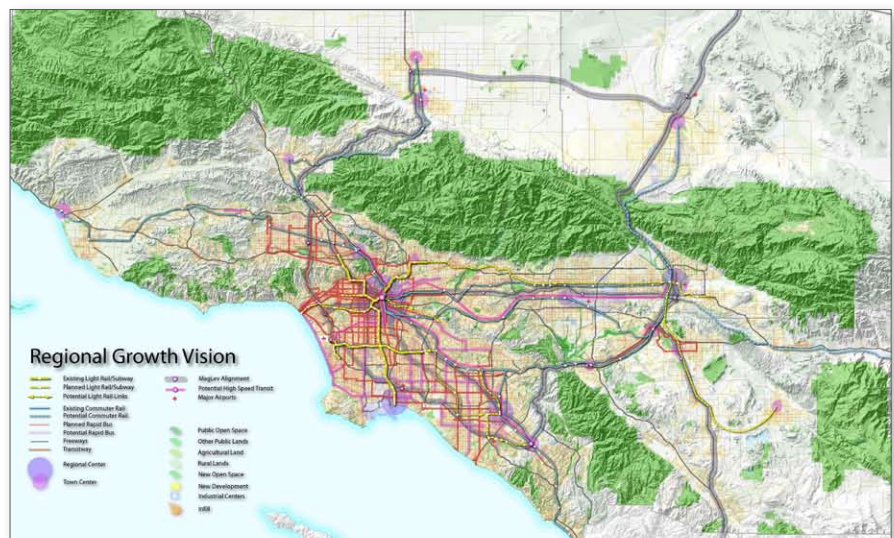 Regional Growth Vision
Existing Light Rail/Subway
Planned Light Rail/Subway
Potential Light Rail Links
Existing Commuter Rail
Potential Commuter Rail
Planned Rapid Bus
Potential Rapid Bus
Freeways
Transitway
Regional Center
Town Center
MagLev Alignment
Potential High Speed Transit
Major Airports
Public Open Space
Other Public Lands
Agricultural Land
Rural Lands
New Open Space
New Development
Industrial Centers
Infill